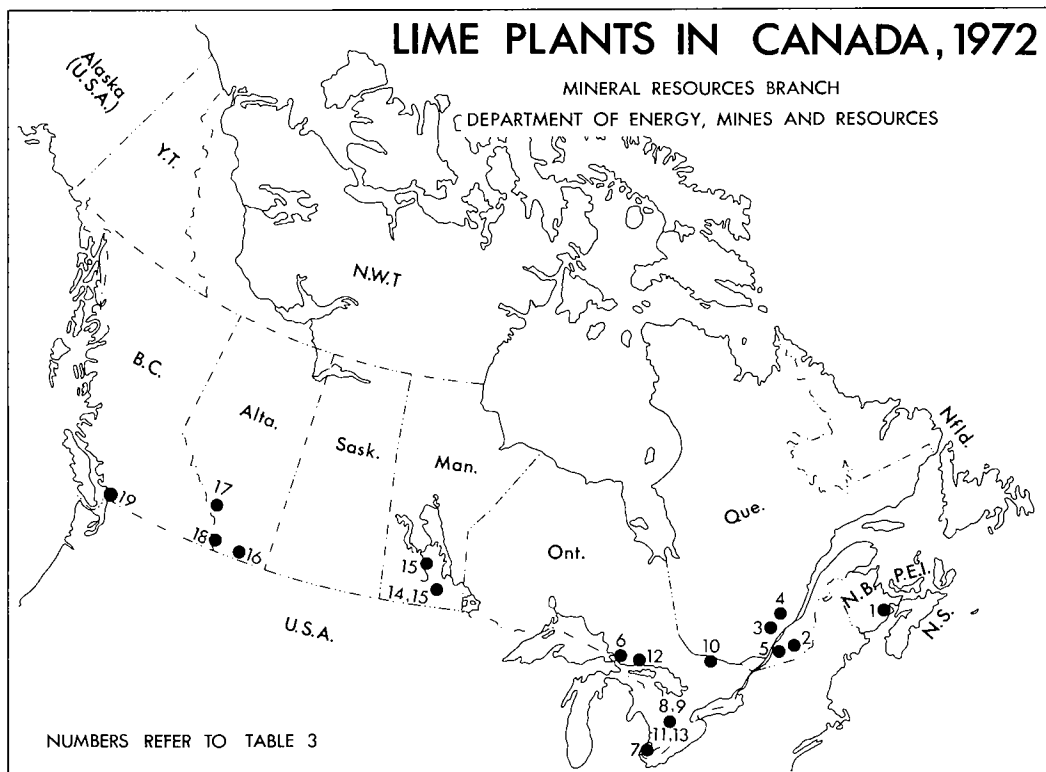 LIME PLANTS IN CANADA, 1972
MINERAL RESOURCES BRANCH
DEPARTMENT OF ENERGY, MINES AND RESOURCES
Alaska
(U.S.A.)
Y.T.
N.W.T
B.C.
Alta.
Sask.
Man.
Ont.
Que.
Nfld.
N.B.
P.E.I.
N.S.
19
17
18
16
15
14,15
U.S.A.
6
12
10
4
3
5
2
1
8,9
11,13
7
NUMBERS REFER TO TABLE 3